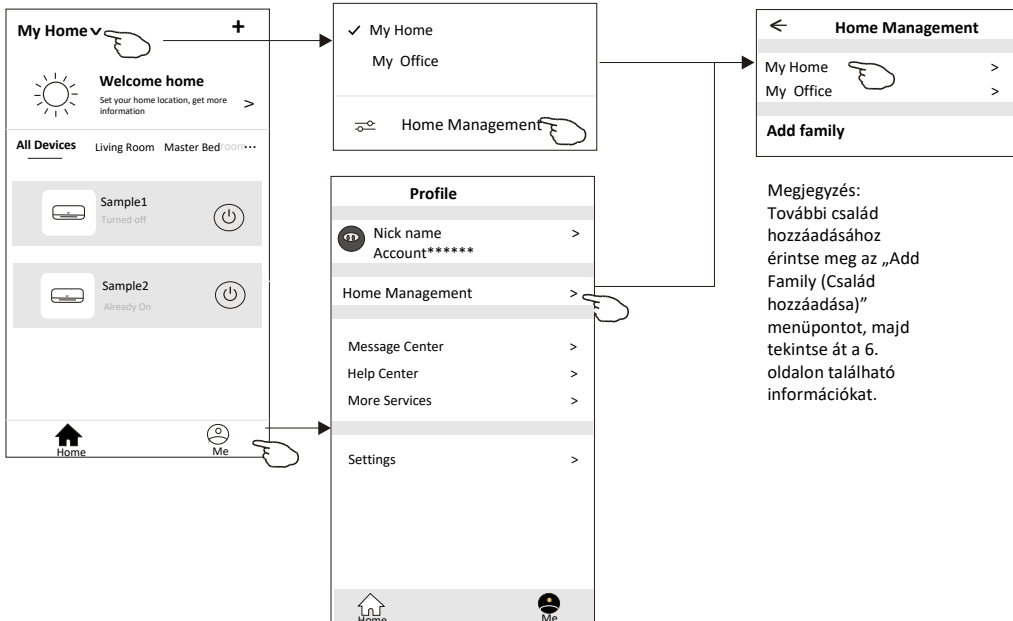 My Home
+
Welcome home
Set your home location, get more
information
>
All Devices Living Room Master Bedroom...
Sample1
Turned off
Sample2
Already On
Home
Me
✓ My Home
My Office
Home Management
Profile
Nick name >
Account******
Home Management >
Message Center >
Help Center >
More Services >
Settings >
Home
Me
← Home Management
My Home >
My Office >
Add family
Megjegyzés:
További család
hozzáadásához
érintse meg az „Add
Family (Család
hozzáadása)”
menüpontot, majd
tekintse át a 6.
oldalon található
információkat.